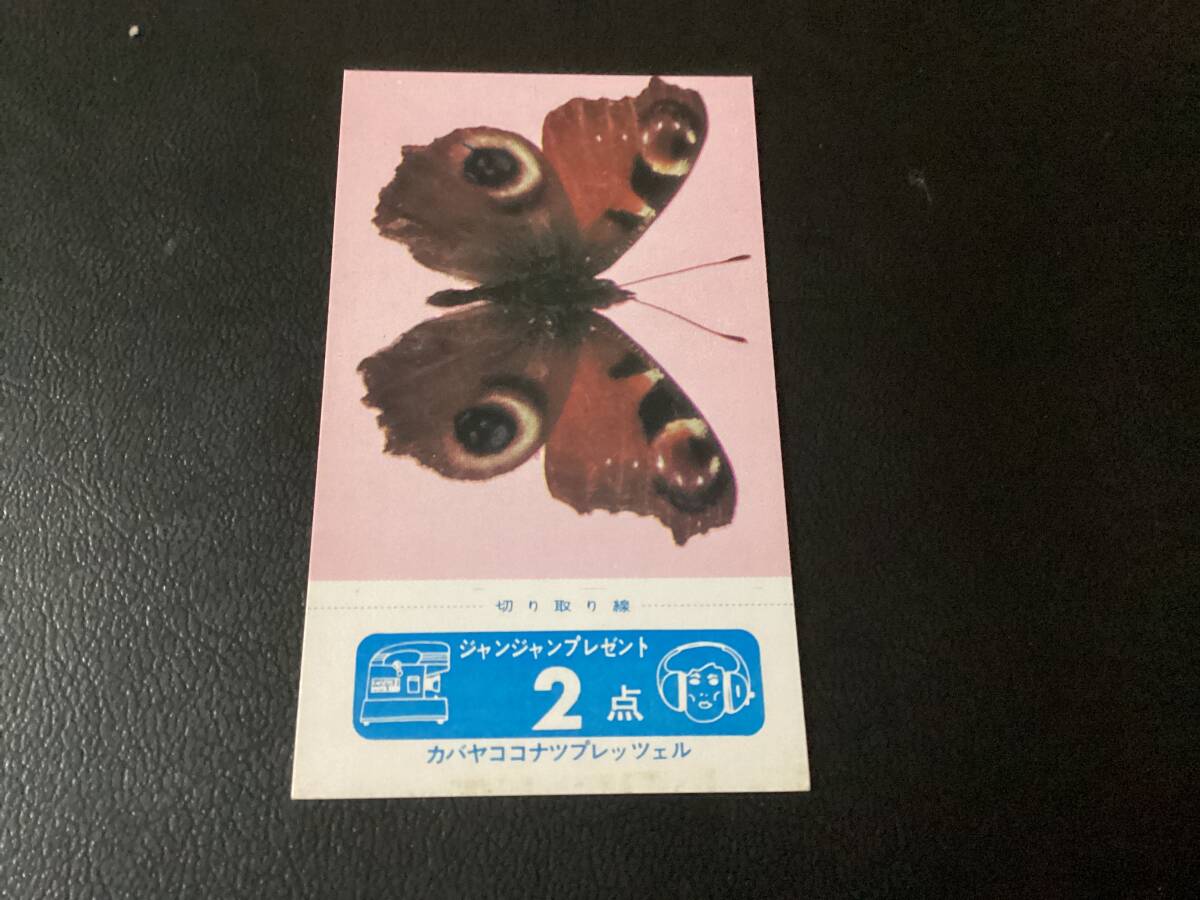 切り取り線
ジャンジャンプレゼント
2点
カバヤココナツプレッツェル